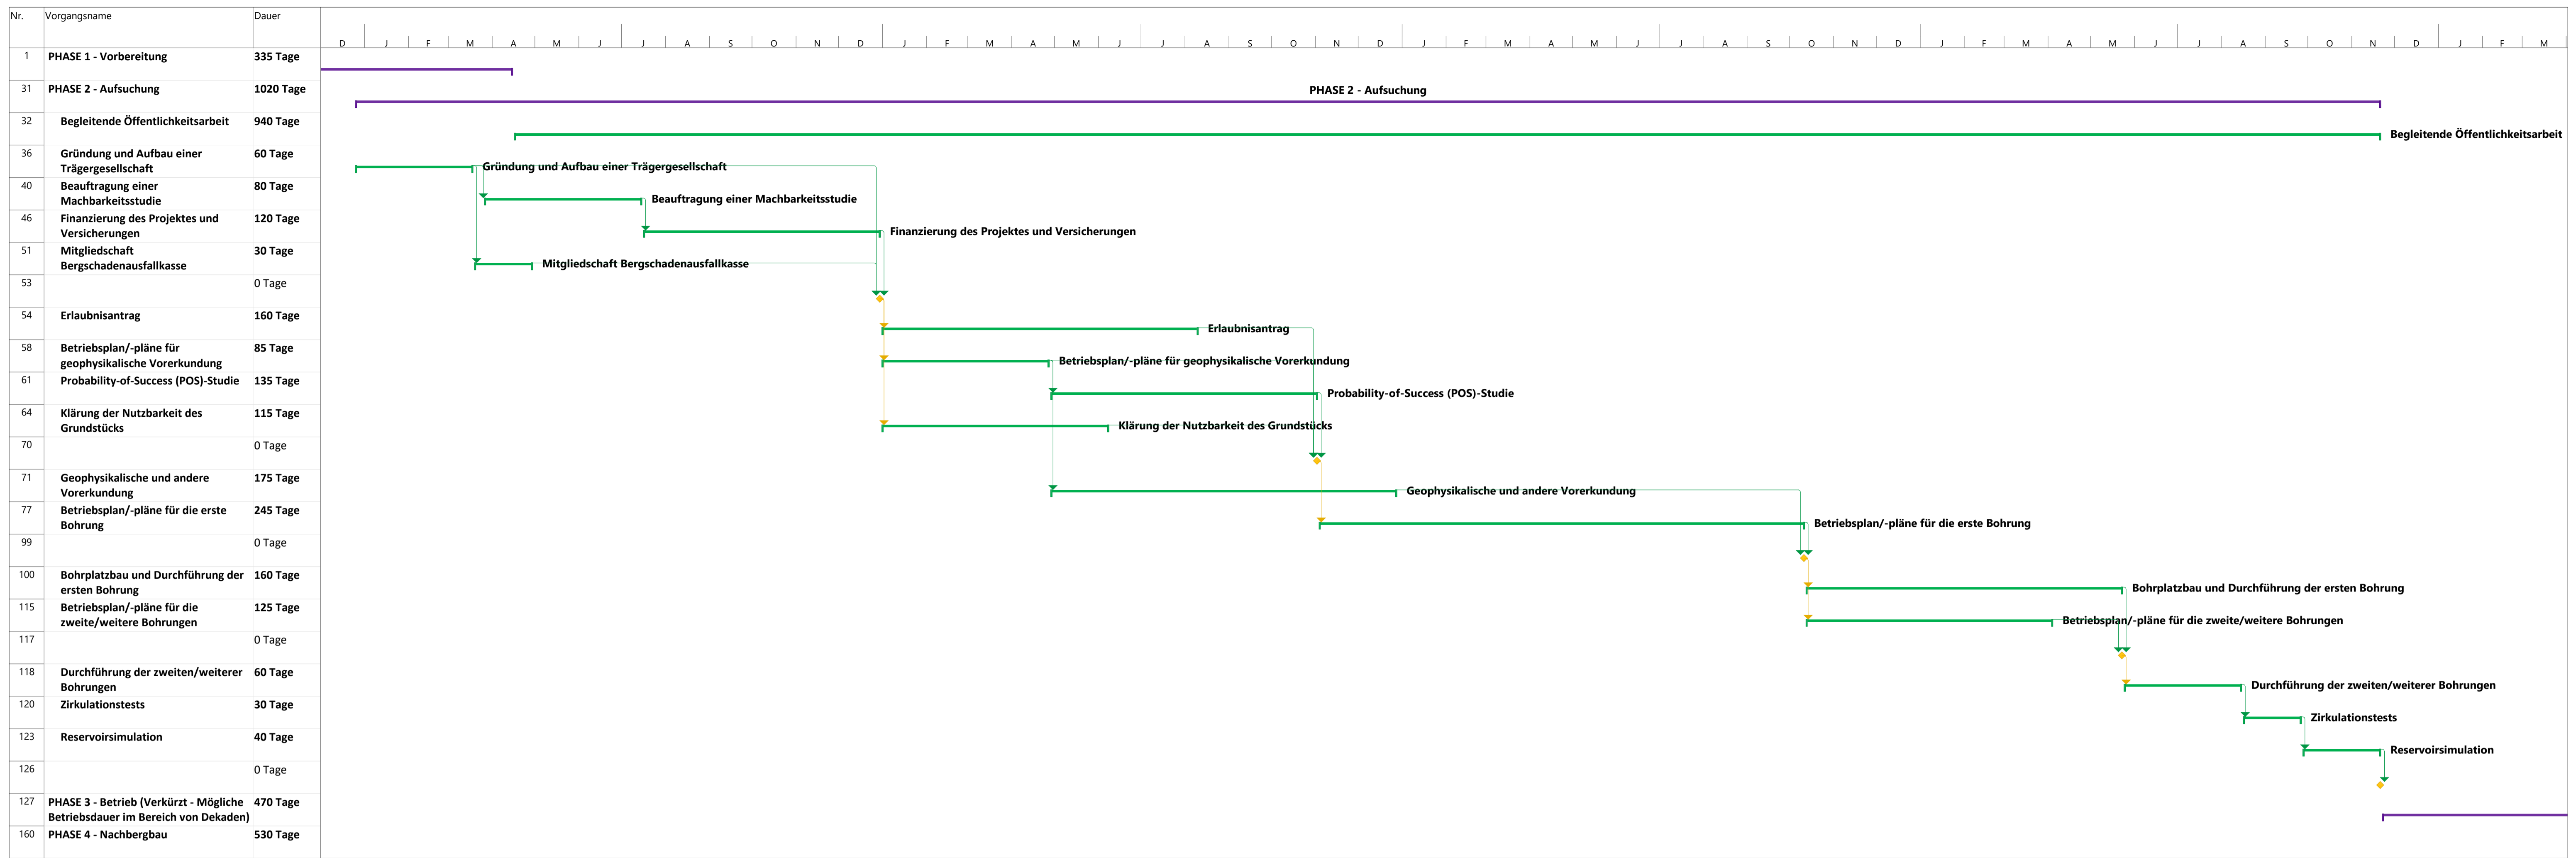 Nr. Vorgangsname Dauer
D J F M A M J J A S O N D J F M A M J J A S O N D J F M A M J J A S O N D J F M A M J J A S O N D J F M
1 PHASE 1 - Vorbereitung 335 Tage
31 PHASE 2 - Aufsuchung 1020 Tage PHASE 2 - Aufsuchung
32 Begleitende Öffentlichkeitsarbeit 940 Tage Begleitende Öffentlichkeitsarbeit
36 Gründung und Aufbau einer 60 Tage
Trägergesellschaft
Gründung und Aufbau einer Trägergesellschaft
40 Beauftragung einer 80 Tage
Machbarkeitsstudie
Beauftragung einer Machbarkeitsstudie
46 Finanzierung des Projektes und 120 Tage
Versicherungen
Finanzierung des Projektes und Versicherungen
51 Mitgliedschaft 30 Tage
Bergschadenausfallkasse
Mitgliedschaft Bergschadenausfallkasse
53 0 Tage
54 Erlaubnisantrag 160 Tage
Erlaubnisantrag
58 Betriebsplan/-pläne für 85 Tage
geophysikalische Vorerkundung
Betriebsplan/-pläne für geophysikalische Vorerkundung
61 Probability-of-Success (POS)-Studie 135 Tage
Probability-of-Success (POS)-Studie
64 Klärung der Nutzbarkeit des 115 Tage
Grundstücks
Klärung der Nutzbarkeit des Grundstücks
70 0 Tage
71 Geophysikalische und andere 175 Tage
Vorerkundung
Geophysikalische und andere Vorerkundung
77 Betriebsplan/-pläne für die erste 245 Tage
Bohrung
Betriebsplan/-pläne für die erste Bohrung
99 0 Tage
100 Bohrplatzbau und Durchführung der 160 Tage
ersten Bohrung
Bohrplatzbau und Durchführung der ersten Bohrung
115 Betriebsplan/-pläne für die 125 Tage
zweite/weitere Bohrungen
Betriebsplan/-pläne für die zweite/weitere Bohrungen
117 0 Tage
118 Durchführung der zweiten/weiterer 60 Tage
Bohrungen
Durchführung der zweiten/weiterer Bohrungen
120 Zirkulationstests 30 Tage
Zirkulationstests
123 Reservoirsimulation 40 Tage
Reservoirsimulation
126 0 Tage
127 PHASE 3 - Betrieb (Verkürzt - Mögliche 470 Tage
Betriebsdauer im Bereich von Dekaden)
160 PHASE 4 - Nachbergbau 530 Tage